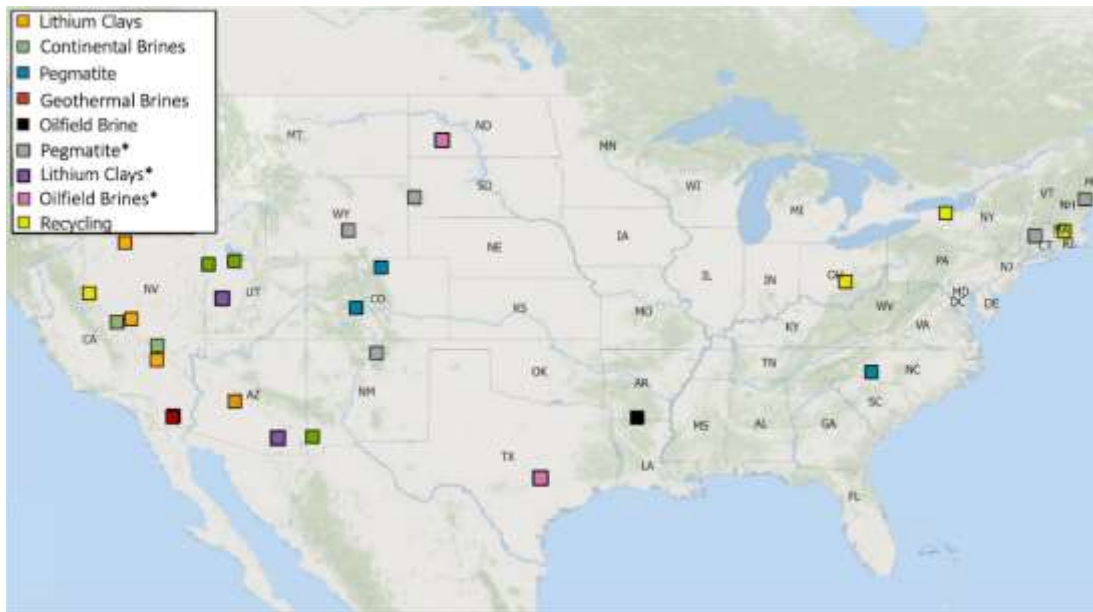 Lithium Clays
Continental Brines
Pegmatite
Geothermal Brines
Oilfield Brine
Pegmatite*
Lithium Clays*
Oilfield Brines*
Recycling
MT
ND
MN
SD
WI
MI
VT
NH
NY
WY
NE
IA
IL
IN
OH
PA
NJ
CT
RI
MD
DC
DE
NV
UT
CO
KS
MO
WV
VA
KY
CA
AZ
NM
OK
AR
TN
NC
SC
MS
AL
GA
TX
LA
FL